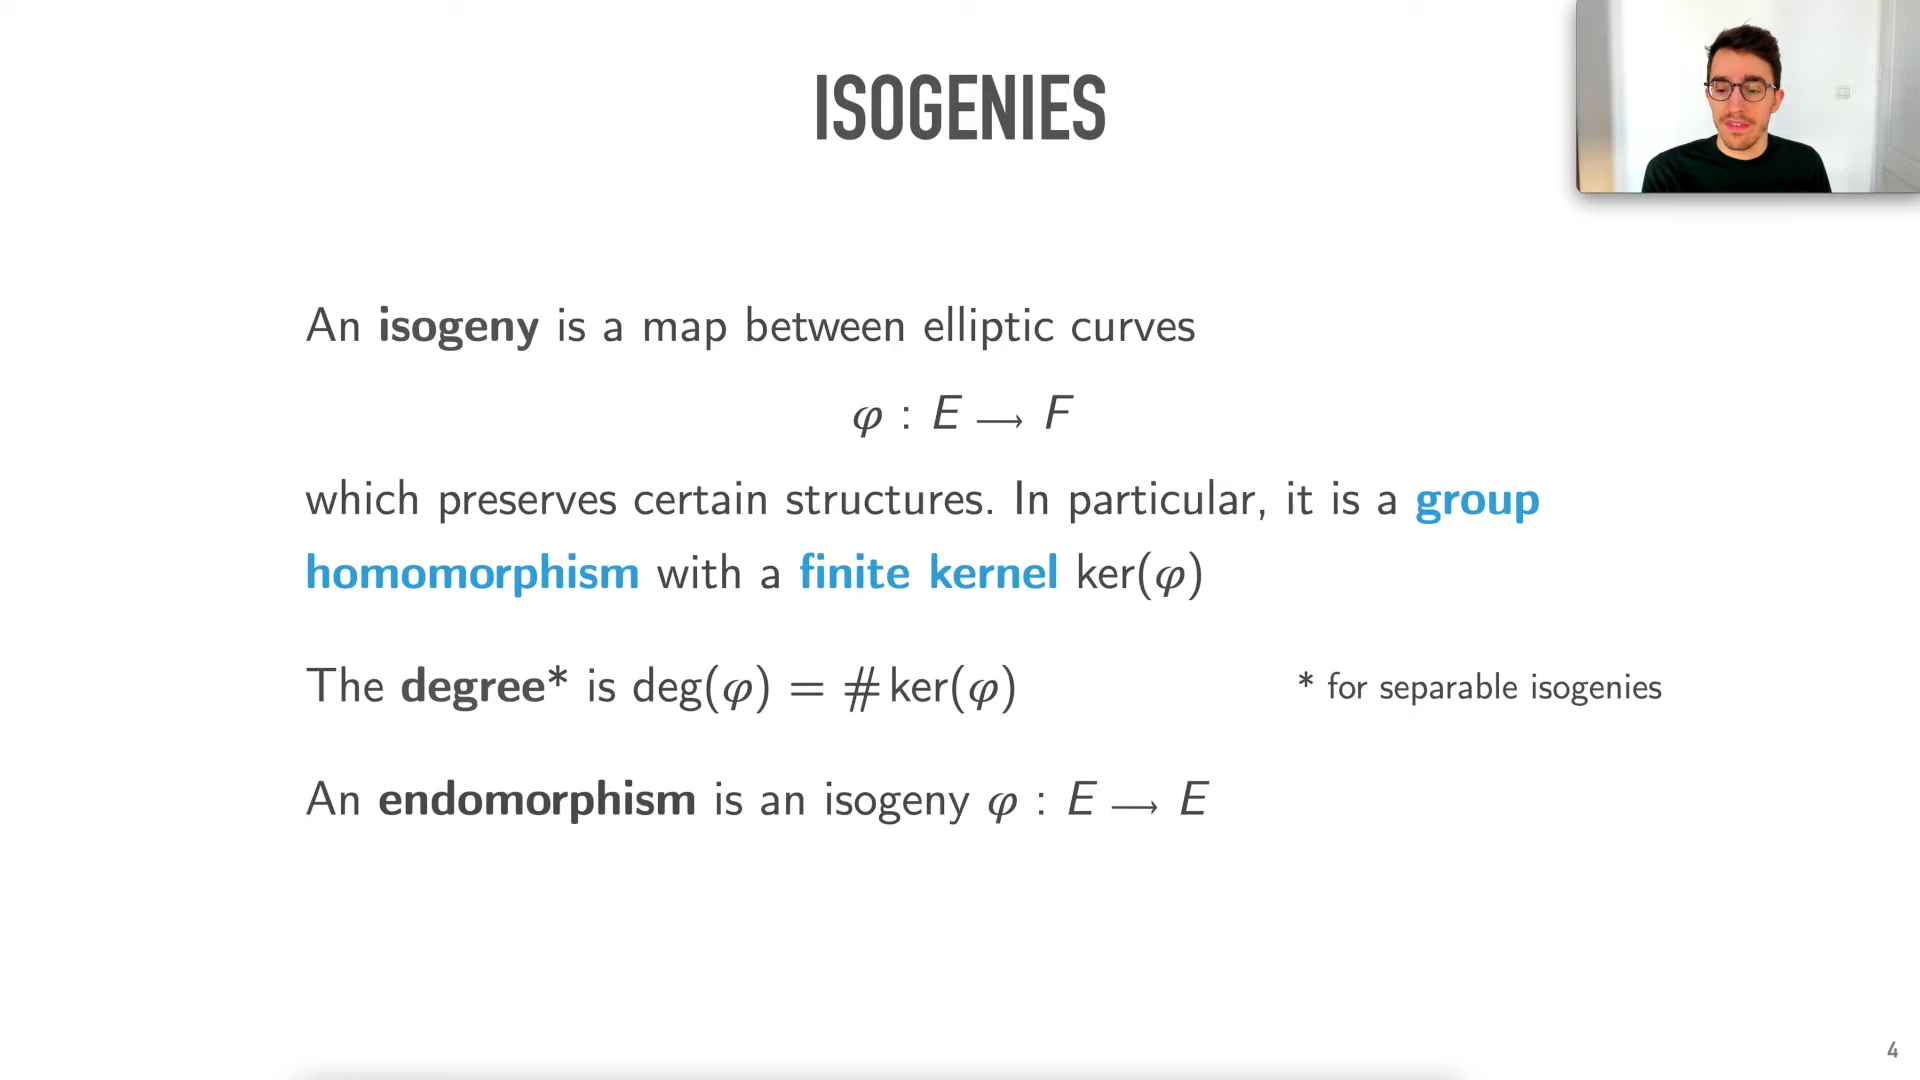 ISOGENIES
An isogeny is a map between elliptic curves
φ : E ⟶ F
which preserves certain structures. In particular, it is a group
homomorphism with a finite kernel ker(φ)
The degree* is deg(φ) = # ker(φ)
* for separable isogenies
An endomorphism is an isogeny φ : E ⟶ E
4